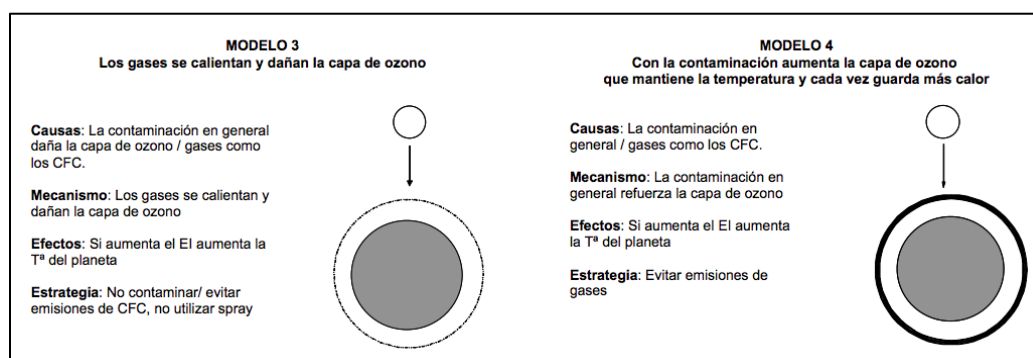 MODELO 3
Los gases se calientan y dañan la capa de ozono
Causas: La contaminación en general
daña la capa de ozono / gases como
los CFC.
Mecanismo: Los gases se calientan y
dañan la capa de ozono
Efectos: Si aumenta el EI aumenta la
Tª del planeta
Estrategia: No contaminar/ evitar
emisiones de CFC, no utilizar spray
MODELO 4
Con la contaminación aumenta la capa de ozono
que mantiene la temperatura y cada vez guarda más calor
Causas: La contaminación en
general / gases como los CFC.
Mecanismo: La contaminación en
general refuerza la capa de ozono
Efectos: Si aumenta el EI aumenta
la Tª del planeta
Estrategia: Evitar emisiones de
gases